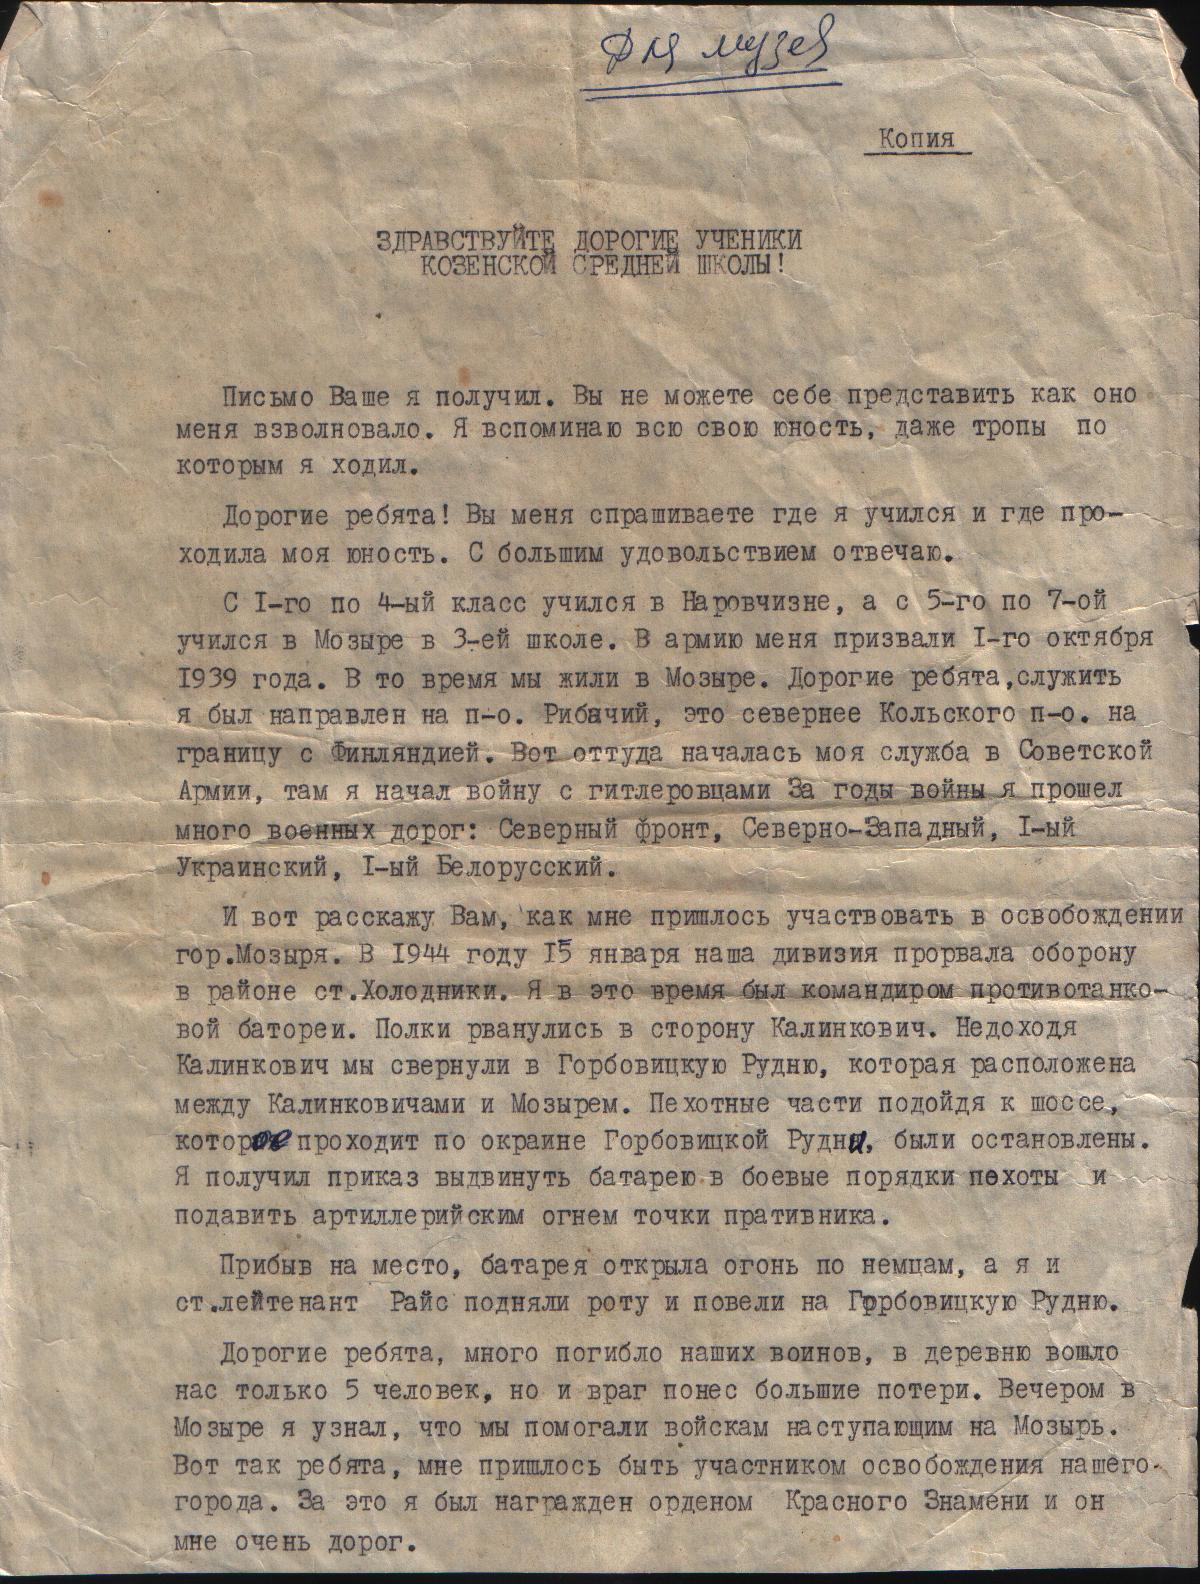 Для музея
Копия
ЗДРАВСТВУЙТЕ ДОРОГИЕ УЧЕНИКИ
КОЗЕНСКОЙ СРЕДНЕЙ ШКОЛЫ!
Письмо Ваше я получил. Вы не можете себе представить как оно
меня взволновало. Я вспоминаю всю свою юность, даже тропы по
которым я ходил.
Дорогие ребята! Вы меня спрашиваете где я учился и где про-
ходила моя юность. С большим удовольствием отвечаю.
С I-го по 4-ый класс учился в Наровчизне, а с 5-го по 7-ой
учился в Мозыре в 3-ей школе. В армию меня призвали I-го октября
I939 года. В то время мы жили в Мозыре. Дорогие ребята,служить
я был направлен на п-о. Рибачий, это севернее Кольского п-о. на
границу с Финляндией. Вот оттуда началась моя служба в Советской
Армии, там я начал войну с гитлеровцами За годы войны я прошел
много военных дорог: Северный фронт, Северно-Западный, I-ый
Украинский, I-ый Белорусский.
И вот расскажу Вам, как мне пришлось участвовать в освобождении
гор.Мозыря. В I944 году I5 января наша дивизия прорвала оборону
в районе ст.Холодники. Я в это время был командиром противотанко-
вой батореи. Полки рванулись в сторону Калинкович. Недоходя
Калинкович мы свернули в Горбовицкую Рудню, которая расположена
между Калинковичами и Мозырем. Пехотные части подойдя к шоссе,
которое проходит по окраине Горбовицкой Рудни, были остановлены.
Я получил приказ выдвинуть батарею в боевые порядки пехоты и
подавить артиллерийским огнем точки пративника.
Прибыв на место, батарея открыла огонь по немцам, а я и
ст.лейтенант Райс подняли роту и повели на Горбовицкую Рудню.
Дорогие ребята, много погибло наших воинов, в деревню вошло
нас только 5 человек, но и враг понес большие потери. Вечером в
Мозыре я узнал, что мы помогали войскам наступающим на Мозырь.
Вот так ребята, мне пришлось быть участником освобождения нашего
города. За это я был награжден орденом Красного Знамени и он
мне очень дорог.